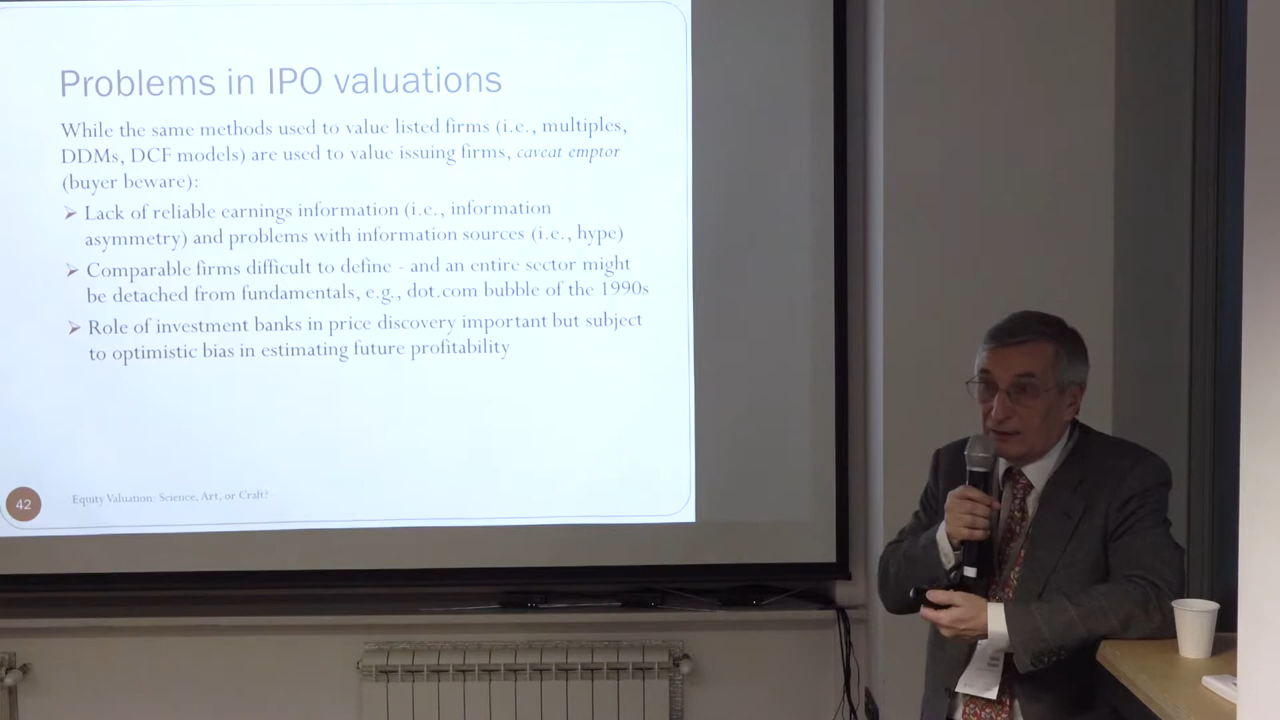 Problems in IPO valuations
While the same methods used to value listed firms (i.e., multiples,
DDMs, DCF models) are used to value issuing firms, caveat emptor
(buyer beware):
➢ Lack of reliable earnings information (i.e., information
asymmetry) and problems with information sources (i.e., hype)
➢ Comparable firms difficult to define - and an entire sector might
be detached from fundamentals, e.g., dot.com bubble of the 1990s
➢ Role of investment banks in price discovery important but subject
to optimistic bias in estimating future profitability
42
Equity Valuation: Science, Art, or Craft?